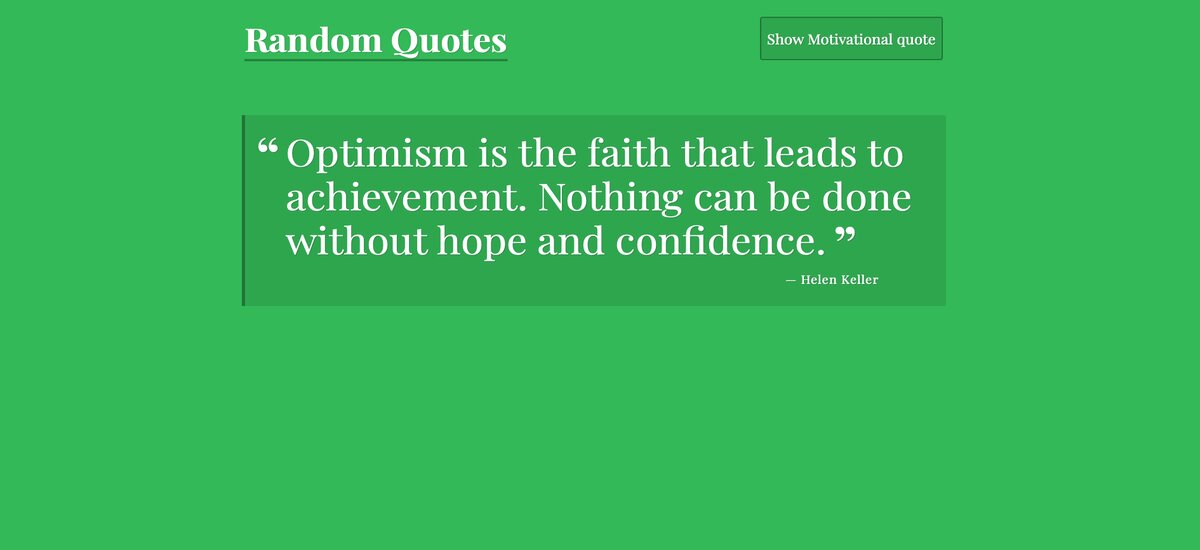 Random Quotes
Show Motivational quote
“ Optimism is the faith that leads to
achievement. Nothing can be done
without hope and confidence. ”
— Helen Keller